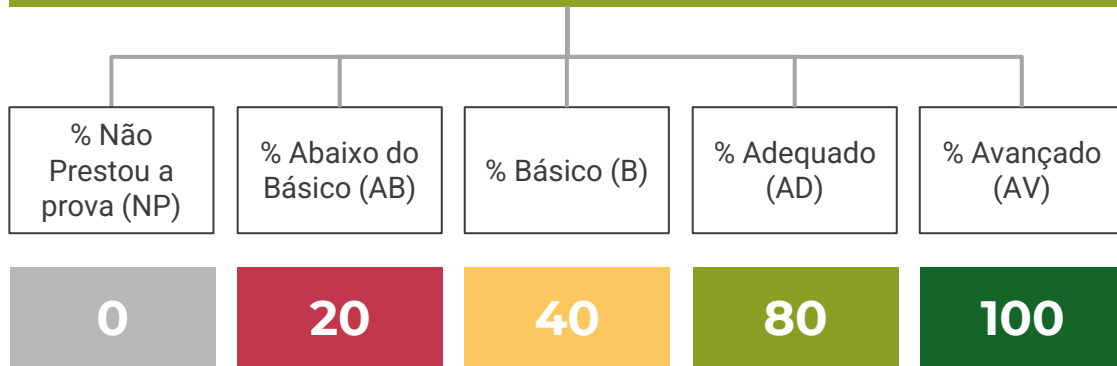 % Não
Prestou a
prova (NP)
% Abaixo do
Básico (AB)
% Básico (B)
% Adequado
(AD)
% Avançado
(AV)
0
20
40
80
100